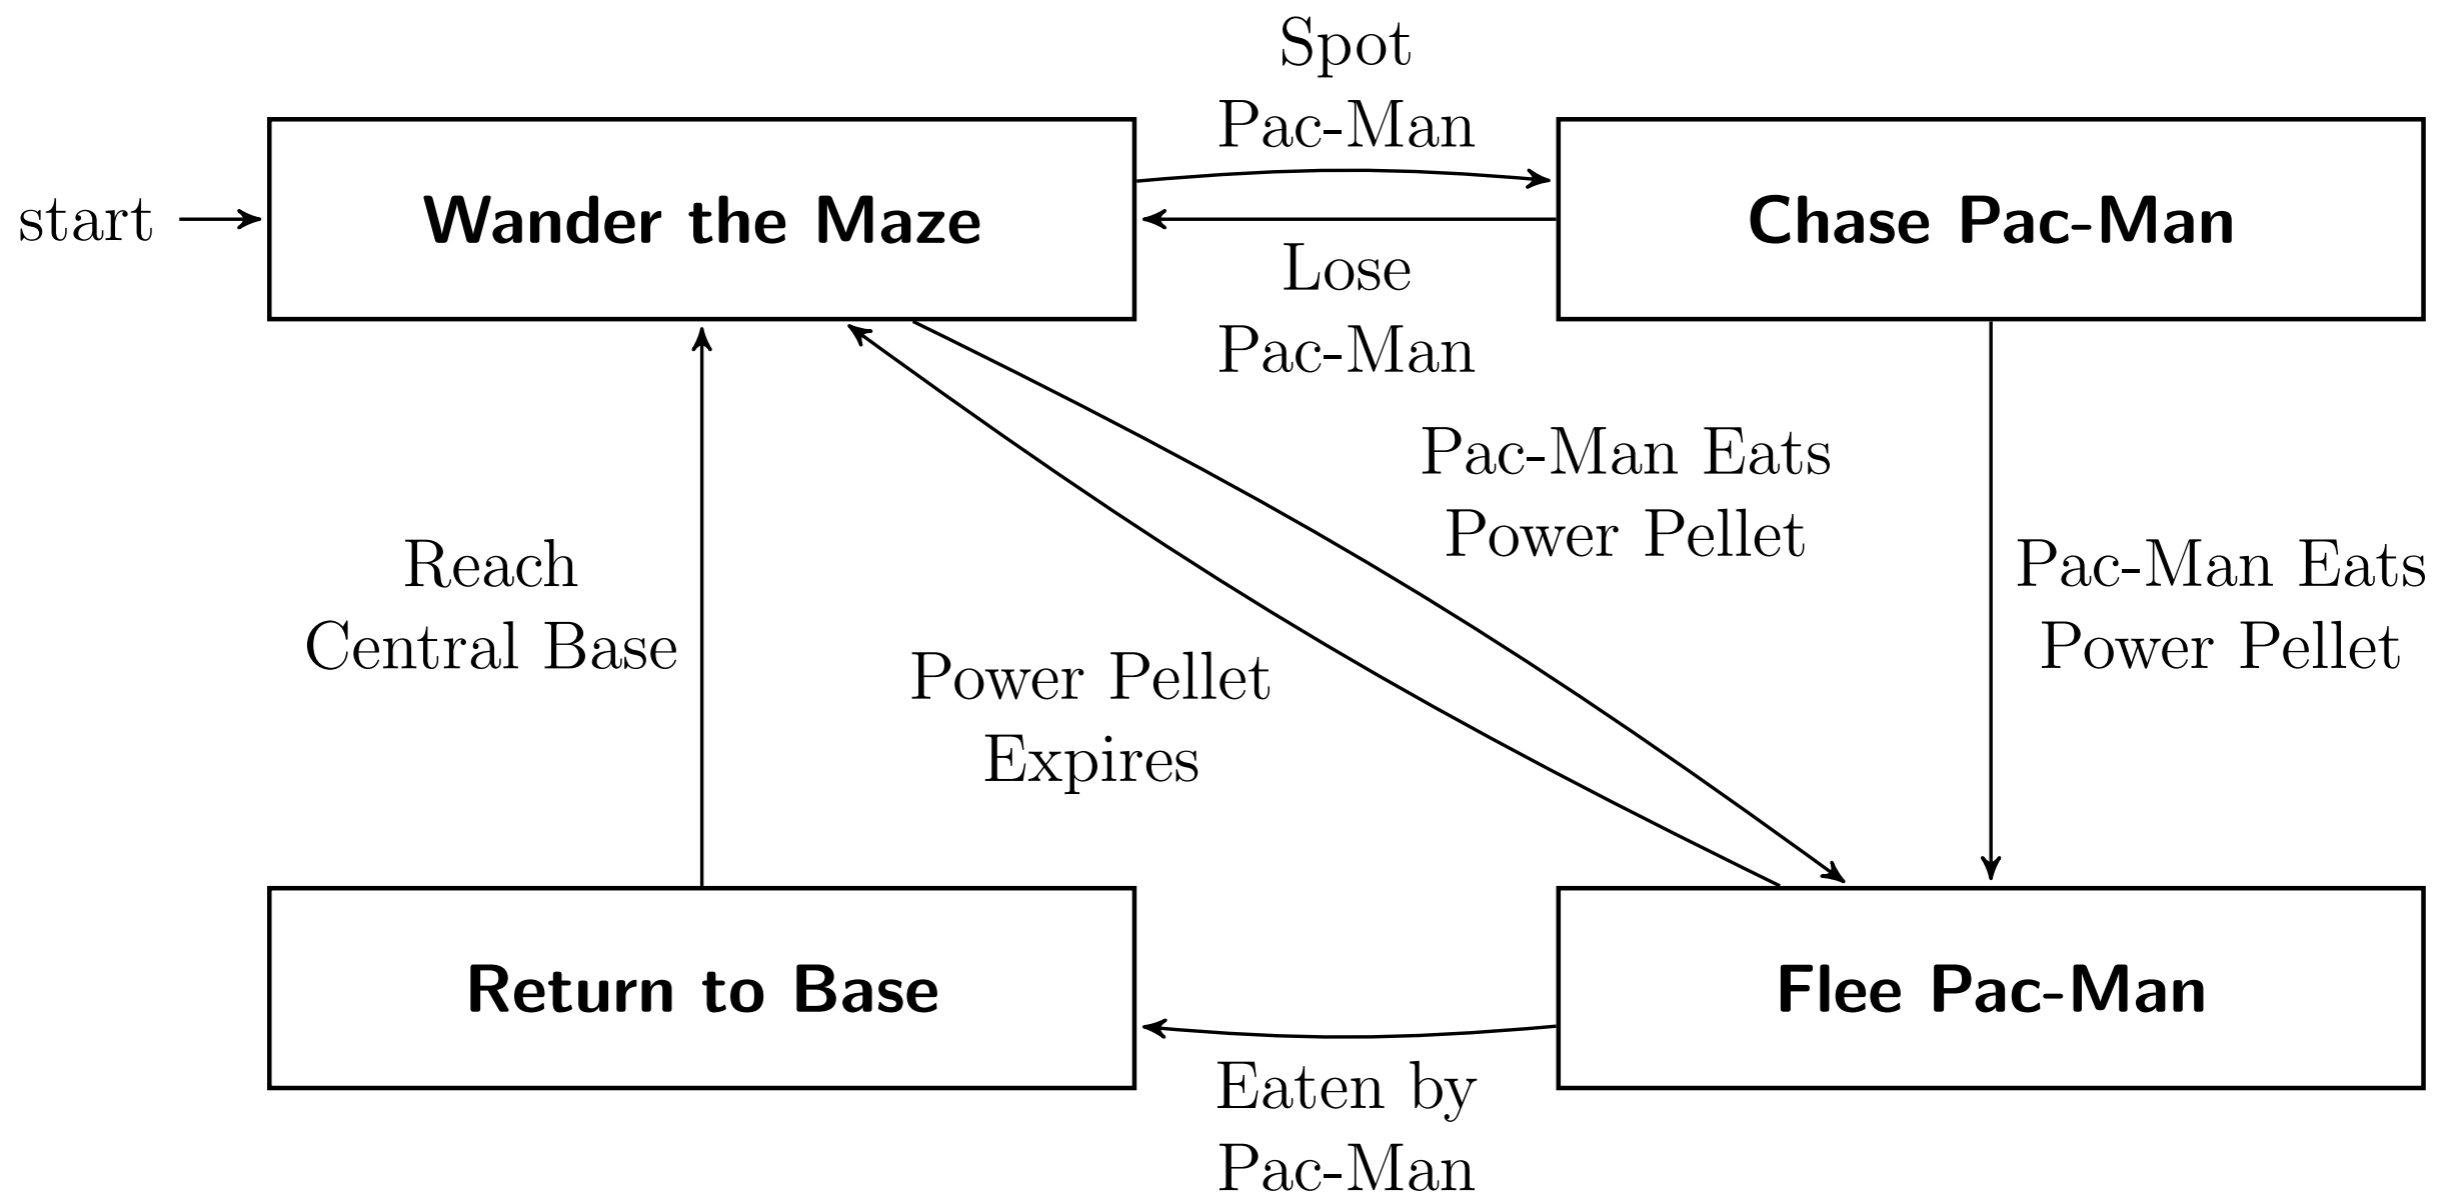 Spot
Pac-Man
start
Wander the Maze
Chase Pac-Man
Lose
Pac-Man
Pac-Man Eats
Power Pellet
Reach
Central Base
Pac-Man Eats
Power Pellet
Power Pellet
Expires
Return to Base
Flee Pac-Man
Eaten by
Pac-Man